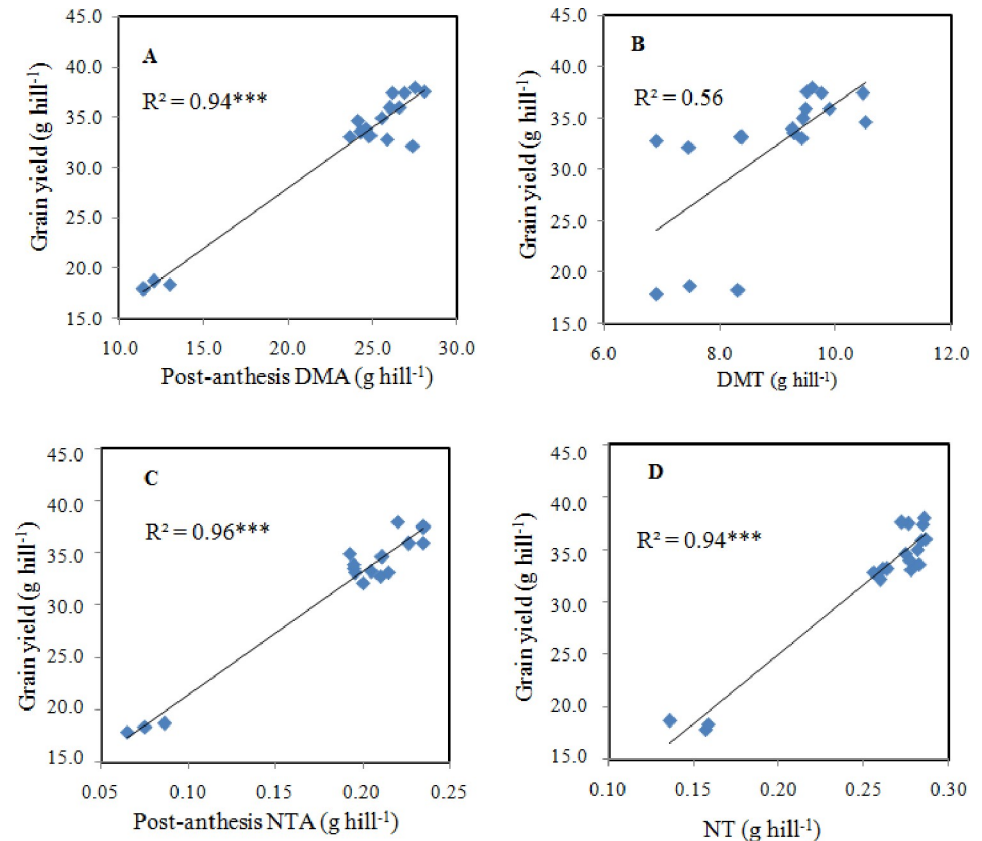 A
R² = 0.94***
Grain yield (g hill⁻¹)
45.0
40.0
35.0
30.0
25.0
20.0
15.0
10.0 15.0 20.0 25.0 30.0
Post-anthesis DMA (g hill⁻¹)
B
R² = 0.56
Grain yield (g hill⁻¹)
45.0
40.0
35.0
30.0
25.0
20.0
15.0
6.0 8.0 10.0 12.0
DMT (g hill⁻¹)
C
R² = 0.96***
Grain yield (g hill⁻¹)
45.0
40.0
35.0
30.0
25.0
20.0
15.0
0.05 0.10 0.15 0.20 0.25
Post-anthesis NTA (g hill⁻¹)
D
R² = 0.94***
Grain yield (g hill⁻¹)
45.0
40.0
35.0
30.0
25.0
20.0
15.0
0.10 0.15 0.20 0.25 0.30
NT (g hill⁻¹)